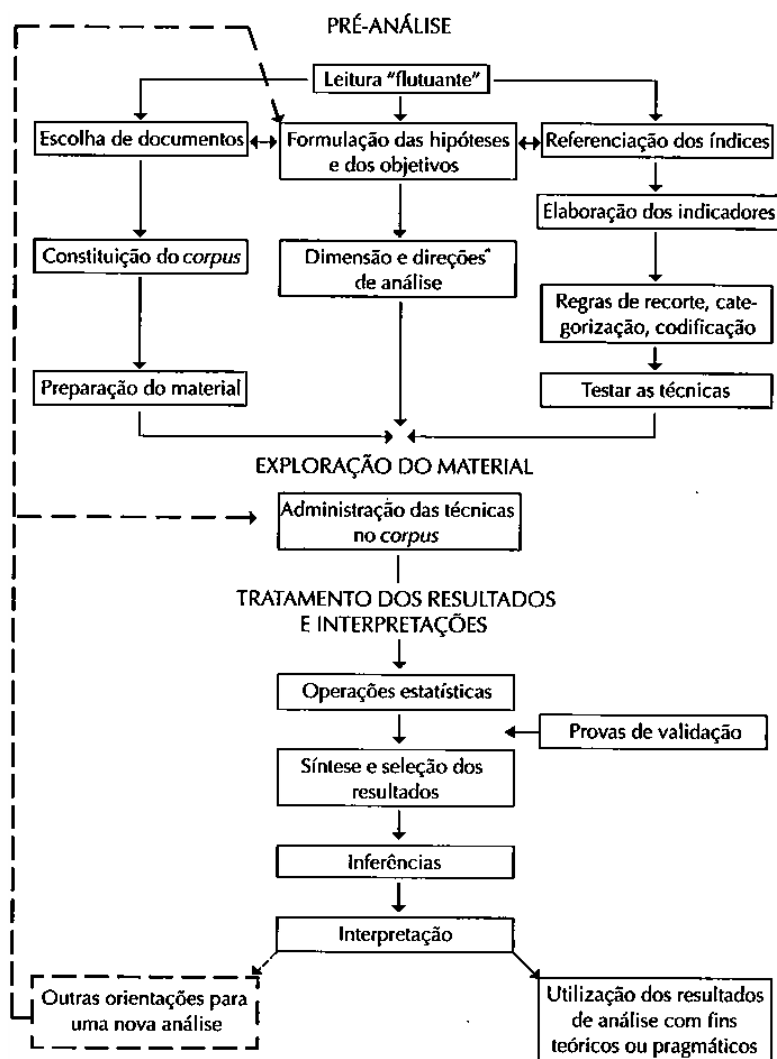 PRÉ-ANÁLISE
Leitura "flutuante"
Escolha de documentos
Formulação das hipóteses
e dos objetivos
Referenciação dos índices
Elaboração dos indicadores
Constituição do corpus
Dimensão e direções
de análise
Regras de recorte, cate-
gorização, codificação
Preparação do material
Testar as técnicas
EXPLORAÇÃO DO MATERIAL
Administração das técnicas
no corpus
TRATAMENTO DOS RESULTADOS
E INTERPRETAÇÕES
Operações estatísticas
Provas de validação
Síntese e seleção dos
resultados
Inferências
Interpretação
Outras orientações para
uma nova análise
Utilização dos resultados
de análise com fins
teóricos ou pragmáticos